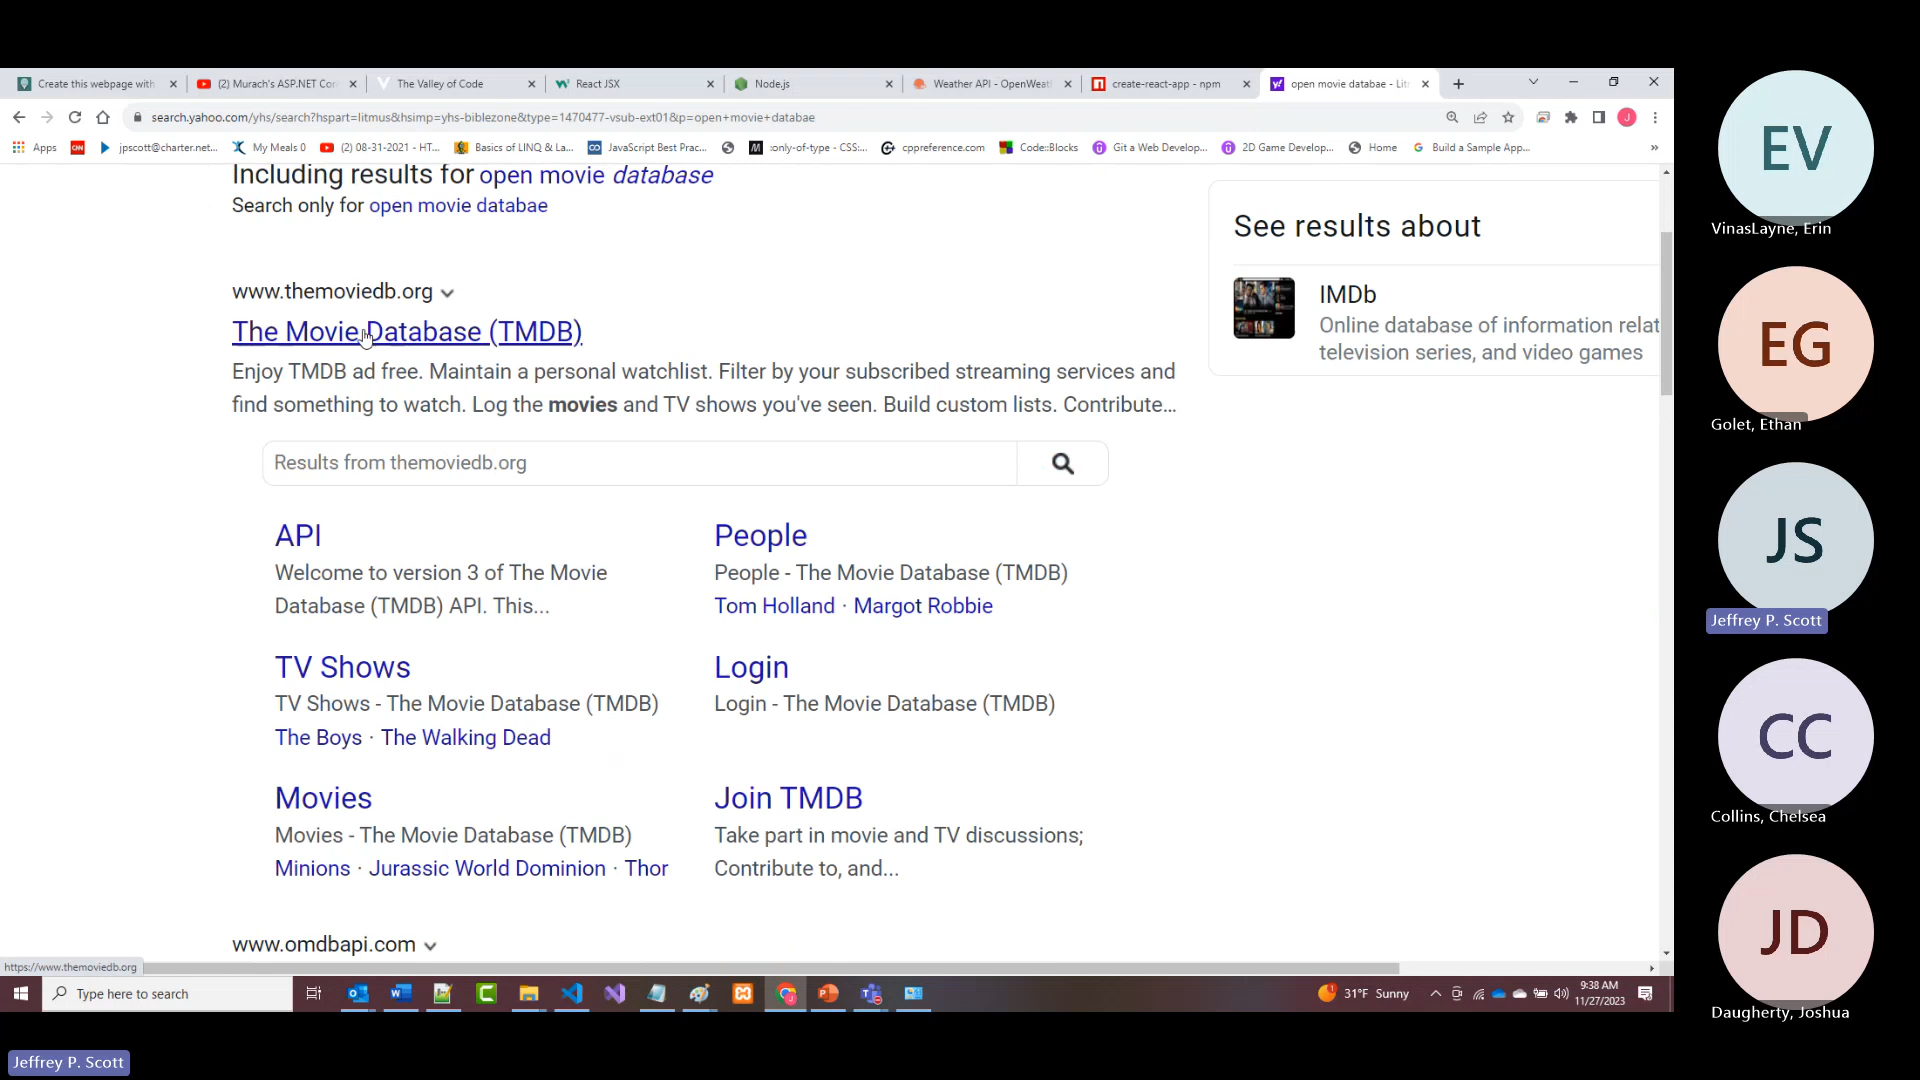 Create this webpage with
(2) Murach's ASP.NET Cor
The Valley of Code
React JSX
Node.js
Weather API - OpenWeat
create-react-app - npm
open movie databae - Lit
search.yahoo.com/yhs/search?hspart=litmus&hsimp=yhs-biblezone&type=1470477-vsub-ext01&p=open+movie+databae
J
Apps
CNN
jpscott@charter.net...
My Meals 0
(2) 08-31-2021 - HT...
Basics of LINQ & La...
JavaScript Best Prac...
:only-of-type - CSS:...
cppreference.com
Code::Blocks
Git a Web Develop...
2D Game Develop...
Home
Build a Sample App...
Including results for open movie database
Search only for open movie databae
www.themoviedb.org
The Movie Database (TMDB)
Enjoy TMDB ad free. Maintain a personal watchlist. Filter by your subscribed streaming services and
find something to watch. Log the movies and TV shows you've seen. Build custom lists. Contribute...
Results from themoviedb.org
API
Welcome to version 3 of The Movie
Database (TMDB) API. This...
People
People - The Movie Database (TMDB)
Tom Holland · Margot Robbie
TV Shows
TV Shows - The Movie Database (TMDB)
The Boys · The Walking Dead
Login
Login - The Movie Database (TMDB)
Movies
Movies - The Movie Database (TMDB)
Minions · Jurassic World Dominion · Thor
Join TMDB
Take part in movie and TV discussions;
Contribute to, and...
www.omdbapi.com
See results about
IMDb
Online database of information relat
television series, and video games
https://www.themoviedb.org
Type here to search
31°F Sunny
9:38 AM
11/27/2023
EV
VinasLayne, Erin
EG
Golet, Ethan
JS
Jeffrey P. Scott
CC
Collins, Chelsea
JD
Daugherty, Joshua
Jeffrey P. Scott